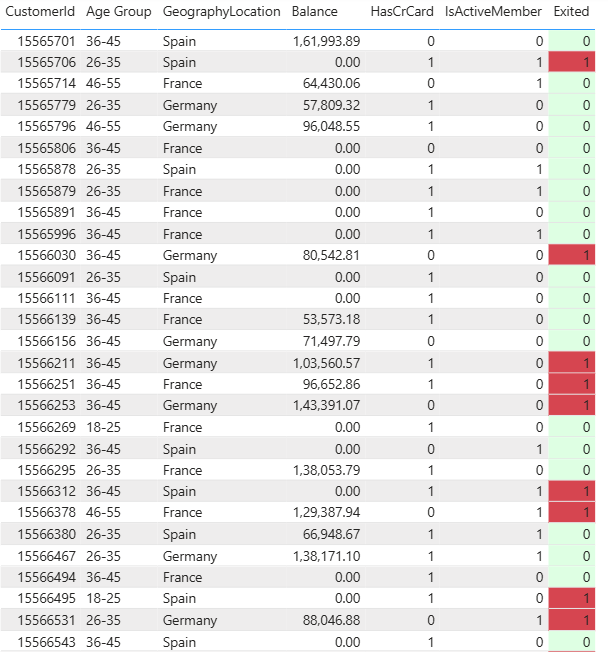 CustomerId Age Group GeographyLocation Balance HasCrCard IsActiveMember Exited
15565701 36-45 Spain 1,61,993.89 0 0 0
15565706 26-35 Spain 0.00 1 1 1
15565714 46-55 France 64,430.06 0 1 0
15565779 26-35 Germany 57,809.32 1 0 0
15565796 46-55 Germany 96,048.55 1 0 0
15565806 36-45 France 0.00 0 0 0
15565878 26-35 Spain 0.00 1 1 0
15565879 26-35 France 0.00 1 1 0
15565891 36-45 France 0.00 1 0 0
15565996 36-45 France 0.00 1 1 0
15566030 36-45 Germany 80,542.81 0 0 1
15566091 26-35 Spain 0.00 1 0 0
15566111 36-45 France 0.00 1 0 0
15566139 36-45 France 53,573.18 1 0 0
15566156 36-45 Germany 71,497.79 0 0 0
15566211 36-45 Germany 1,03,560.57 1 0 1
15566251 36-45 France 96,652.86 1 0 1
15566253 36-45 Germany 1,43,391.07 0 0 1
15566269 18-25 France 0.00 1 0 0
15566292 36-45 Spain 0.00 0 1 0
15566295 26-35 France 1,38,053.79 1 0 0
15566312 36-45 Spain 0.00 1 1 1
15566378 46-55 France 1,29,387.94 0 1 1
15566380 26-35 Spain 66,948.67 1 1 0
15566467 26-35 Germany 1,38,171.10 1 1 0
15566494 36-45 France 0.00 1 0 0
15566495 18-25 Spain 0.00 1 0 1
15566531 26-35 Germany 88,046.88 0 1 1
15566543 36-45 Spain 0.00 1 0 0